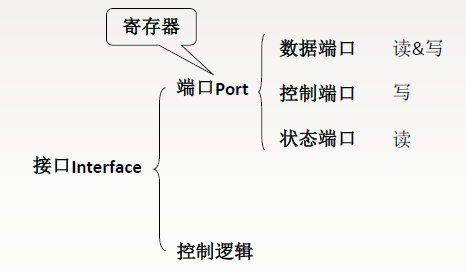 寄存器
数据端口 读&写
端口Port
控制端口 写
状态端口 读
接口Interface
控制逻辑